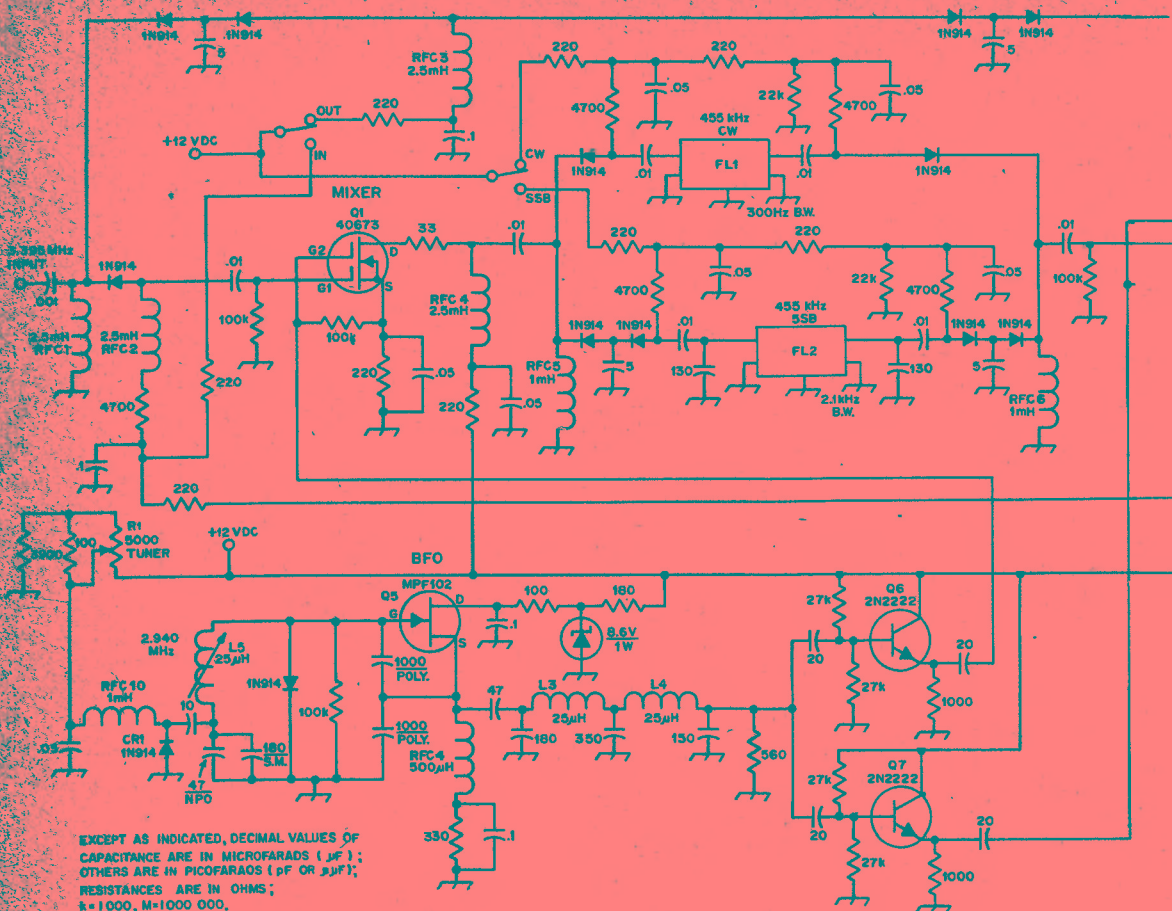 1N914
1N914
5
RFC3
2.5mH
1N914
1N914
5
220
220
.05
4700
22k
4700
.05
OUT
220
.1
+12 VDC
IN
CW
SSB
455 kHz
CW
FL1
1N914
.01
.01
1N914
300Hz B.W.
MIXER
Q1
40673
G2
D
G1
S
33
.01
220
220
.05
4700
22k
4700
.05
.01
100k
INPUT
.001
1N914
.01
100k
100k
2.5mH
RFC1
2.5mH
RFC2
RFC4
2.5mH
1N914
1N914
.01
455 kHz
SSB
FL2
.01
1N914
1N914
RFC5
1mH
5
130
130
5
2.1kHz
B.W.
RFC6
1mH
220
220
.05
220
.05
4700
.1
220
R1
5000
TUNER
100
3900
+12 VDC
BFO
MPF102
Q5
G
D
S
100
180
.1
8.6V
1W
27k
Q6
2N2222
20
27k
20
1000
2.940
MHz
L5
25µH
1N914
100k
1000
POLY.
1000
POLY.
RFC10
1mH
10
CR1
1N914
.05
180
S.M.
47
NPO
RFC4
500µH
330
.1
47
L3
25µH
L4
25µH
180
350
150
560
27k
Q7
2N2222
20
27k
20
1000
EXCEPT AS INDICATED, DECIMAL VALUES OF
CAPACITANCE ARE IN MICROFARADS (µF);
OTHERS ARE IN PICOFARAOS (pF OR µµF);
RESISTANCES ARE IN OHMS;
k=1000, M=1000 000.